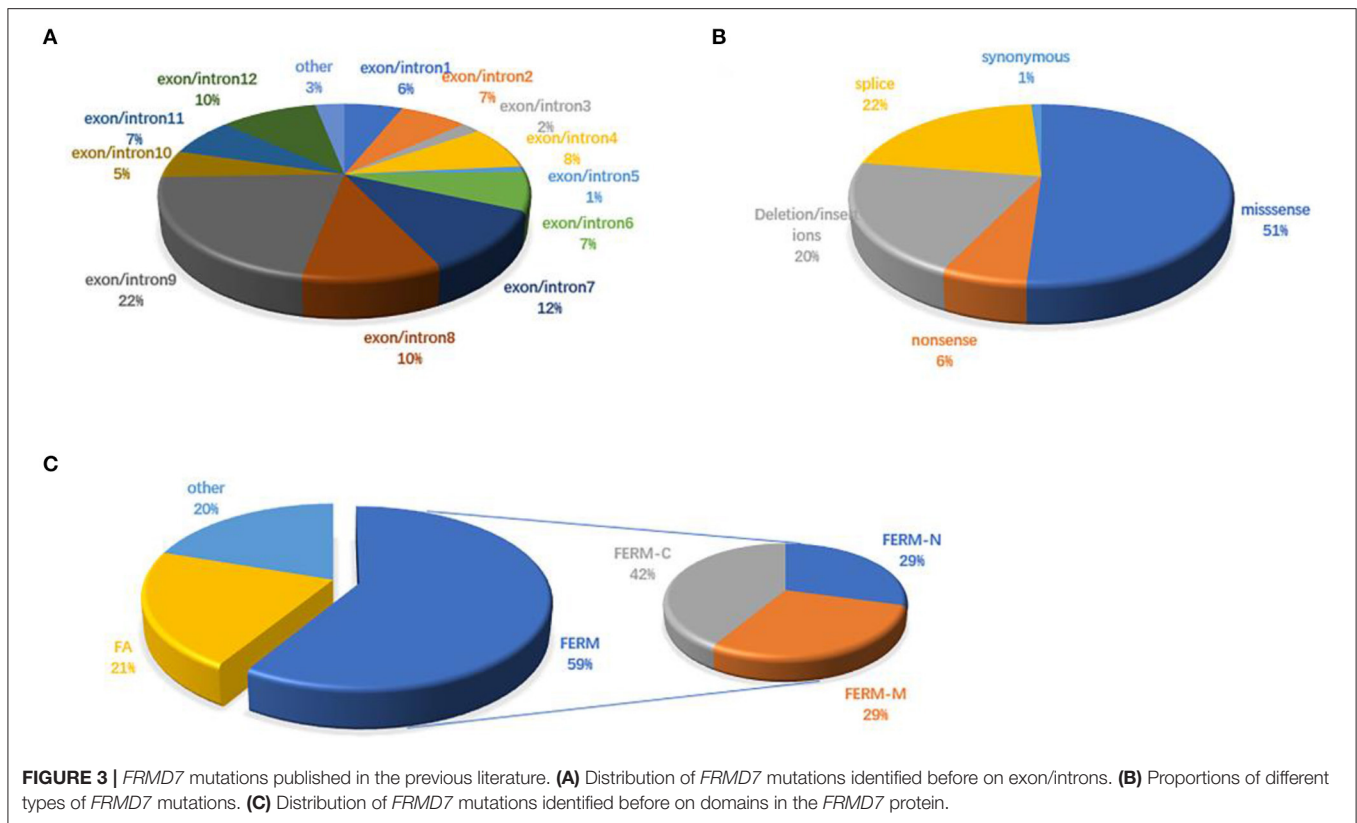 A
exon/intron1
6%
exon/intron2
7%
exon/intron3
2%
exon/intron4
8%
exon/intron5
1%
exon/intron6
7%
exon/intron7
12%
exon/intron8
10%
exon/intron9
22%
exon/intron10
5%
exon/intron11
7%
exon/intron12
10%
other
3%
B
synonymous
1%
splice
22%
Deletion/insert
ions
20%
nonsense
6%
misssense
51%
C
other
20%
FA
21%
FERM
59%
FERM-C
42%
FERM-N
29%
FERM-M
29%
FIGURE 3 | FRMD7 mutations published in the previous literature. (A) Distribution of FRMD7 mutations identified before on exon/introns. (B) Proportions of different
types of FRMD7 mutations. (C) Distribution of FRMD7 mutations identified before on domains in the FRMD7 protein.